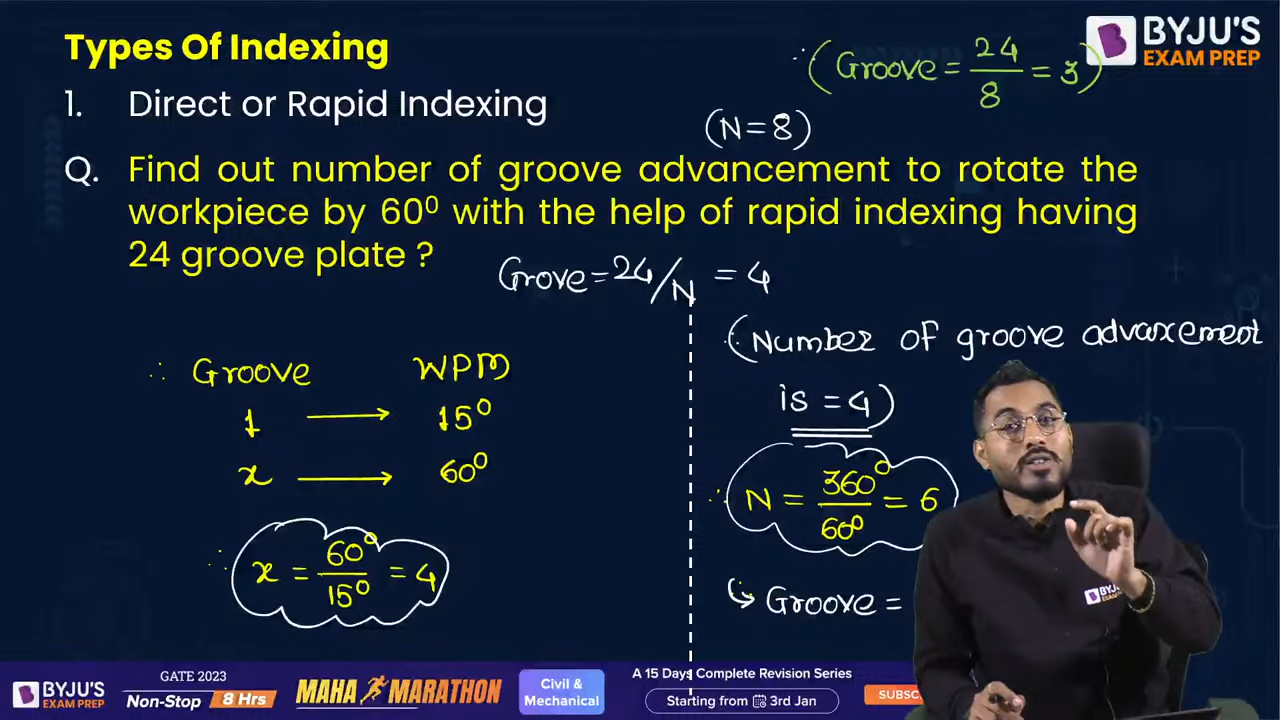 Types Of Indexing
BYJU'S
EXAM PREP
∴ (Groove = 24/8 = 3)
1. Direct or Rapid Indexing
(N=8)
Q. Find out number of groove advancement to rotate the
workpiece by 60⁰ with the help of rapid indexing having
24 groove plate ?
Grove = 24/N = 4
∴ Groove WPM
1 → 15⁰
x → 60⁰
∴ x = 60⁰/15⁰ = 4
(∴ Number of groove advancement
is = 4)
∴ N = 360⁰/60⁰ = 6
↳ Groove =
BYJU'S
BYJU'S
EXAM PREP
GATE 2023
Non-Stop 8 Hrs
MAHA MARATHON
Civil &
Mechanical
A 15 Days Complete Revision Series
Starting from 3rd Jan
SUBSC